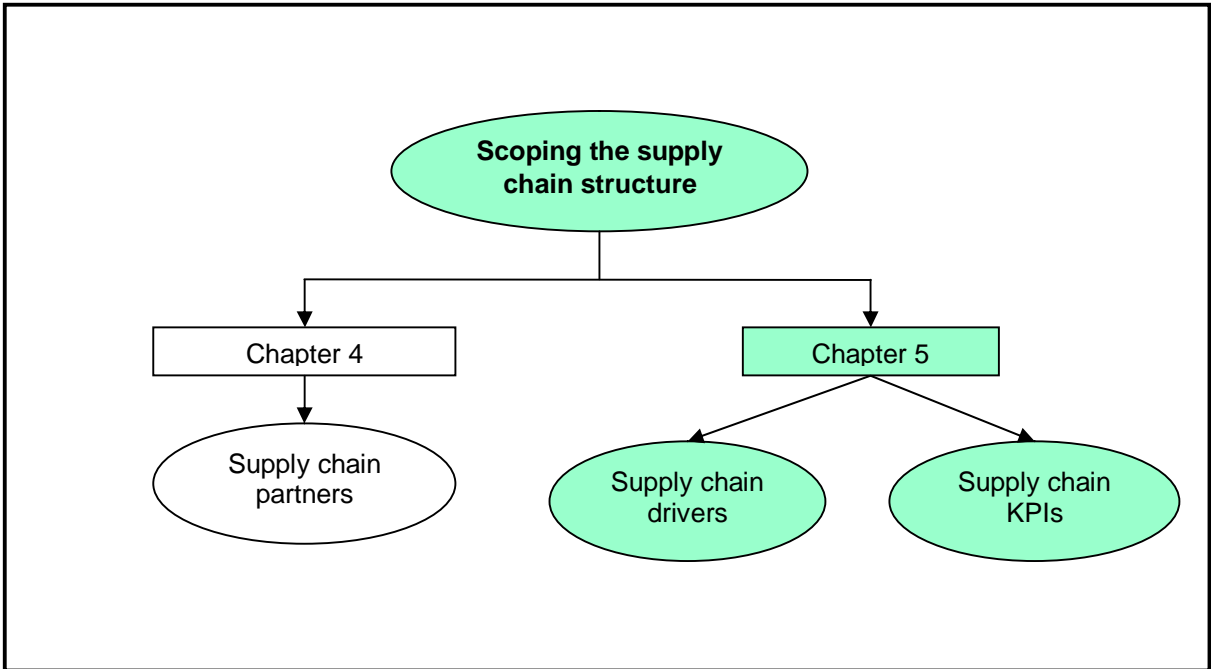 Scoping the supply
chain structure
Chapter 4
Chapter 5
Supply chain
partners
Supply chain
drivers
Supply chain
KPIs